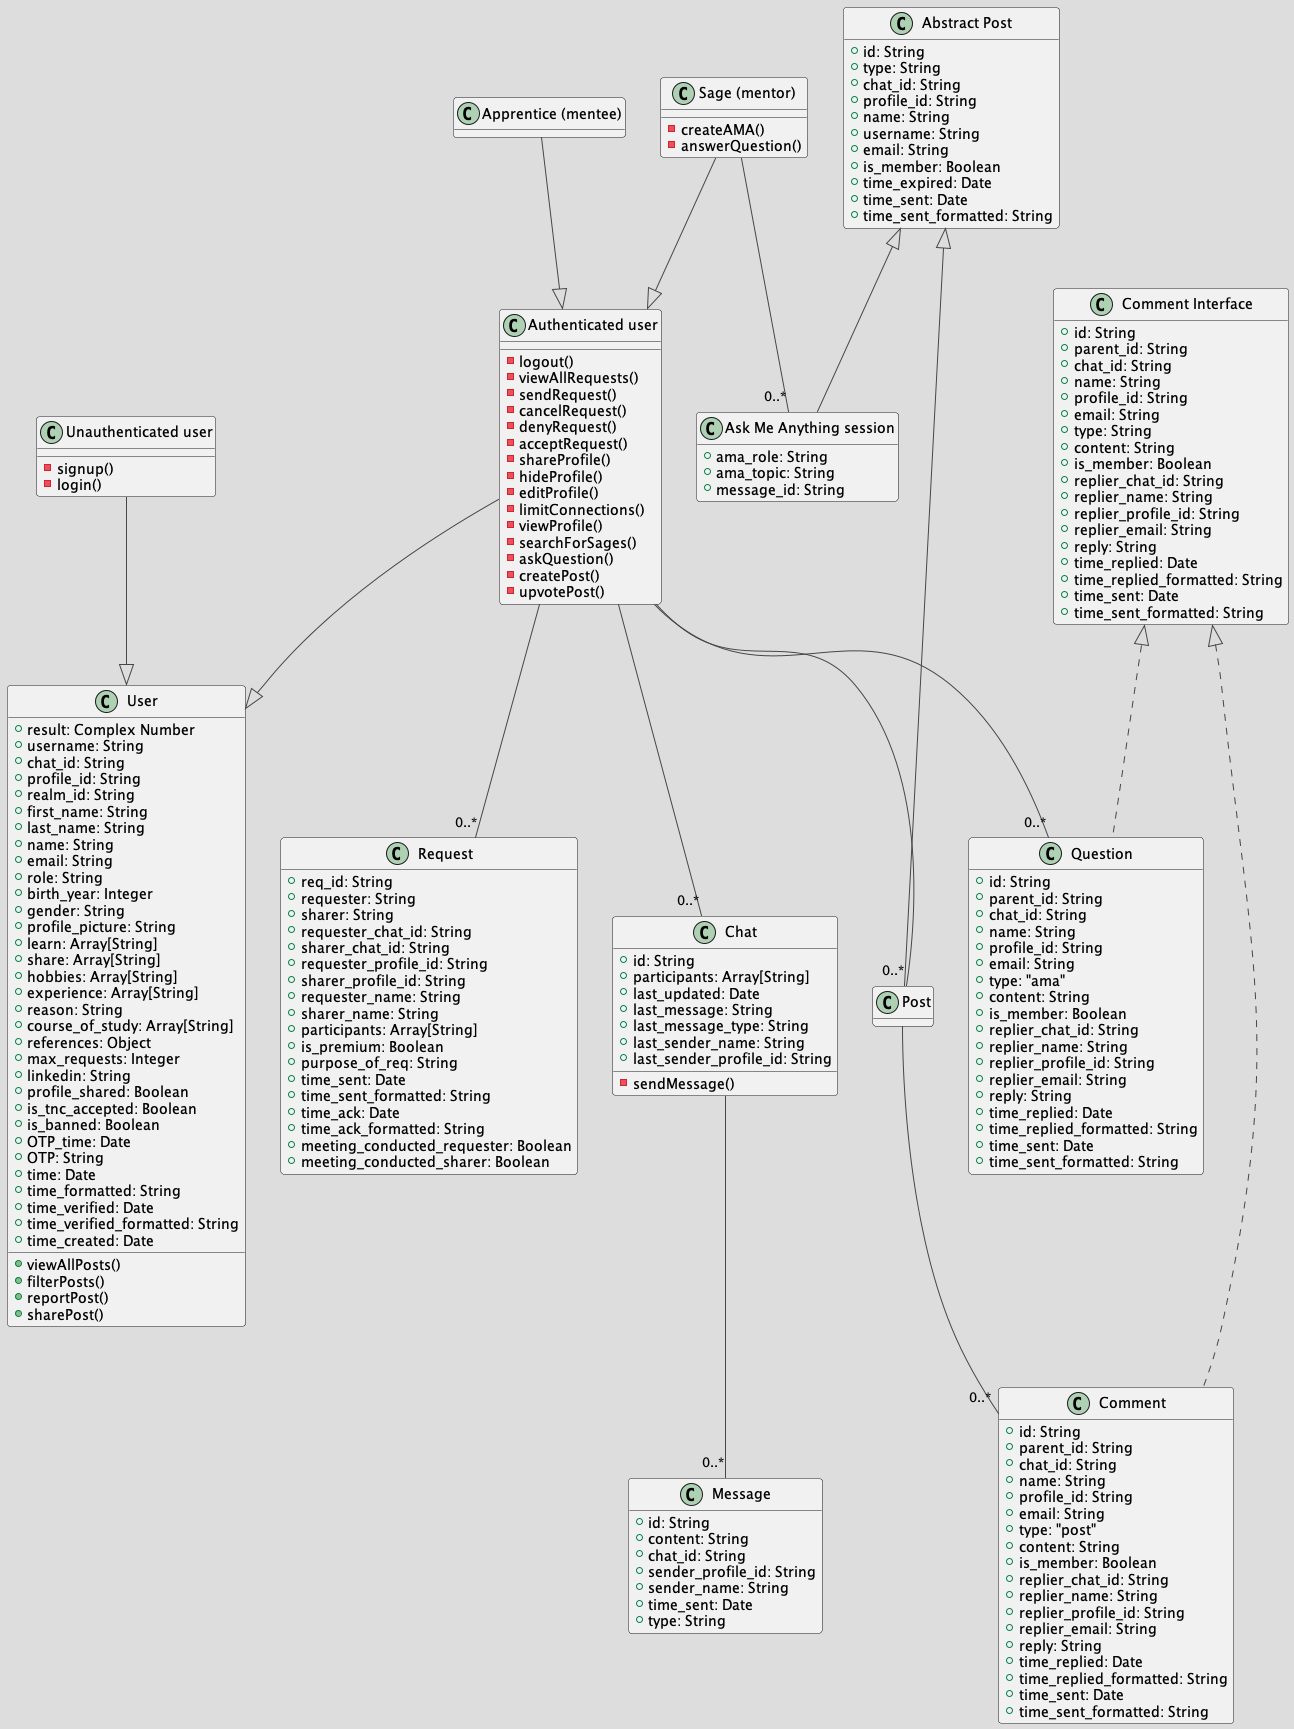 C Abstract Post
id: String
type: String
chat_id: String
profile_id: String
name: String
username: String
email: String
is_member: Boolean
time_expired: Date
time_sent: Date
time_sent_formatted: String
C Sage (mentor)
createAMA()
answerQuestion()
C Apprentice (mentee)
C Comment Interface
id: String
parent_id: String
chat_id: String
name: String
profile_id: String
email: String
type: String
content: String
is_member: Boolean
replier_chat_id: String
replier_name: String
replier_profile_id: String
replier_email: String
reply: String
time_replied: Date
time_replied_formatted: String
time_sent: Date
time_sent_formatted: String
C Authenticated user
logout()
viewAllRequests()
sendRequest()
cancelRequest()
denyRequest()
acceptRequest()
shareProfile()
hideProfile()
editProfile()
limitConnections()
viewProfile()
searchForSages()
askQuestion()
createPost()
upvotePost()
0..*
C Ask Me Anything session
ama_role: String
ama_topic: String
message_id: String
C Unauthenticated user
signup()
login()
C User
result: Complex Number
username: String
chat_id: String
profile_id: String
realm_id: String
first_name: String
last_name: String
name: String
email: String
role: String
birth_year: Integer
gender: String
profile_picture: String
learn: Array[String]
share: Array[String]
hobbies: Array[String]
experience: Array[String]
reason: String
course_of_study: Array[String]
references: Object
max_requests: Integer
linkedin: String
profile_shared: Boolean
is_tnc_accepted: Boolean
is_banned: Boolean
OTP_time: Date
OTP: String
time: Date
time_formatted: String
time_verified: Date
time_verified_formatted: String
time_created: Date
viewAllPosts()
filterPosts()
reportPost()
sharePost()
0..*
C Request
req_id: String
requester: String
sharer: String
requester_chat_id: String
sharer_chat_id: String
requester_profile_id: String
sharer_profile_id: String
requester_name: String
sharer_name: String
participants: Array[String]
is_premium: Boolean
purpose_of_req: String
time_sent: Date
time_sent_formatted: String
time_ack: Date
time_ack_formatted: String
meeting_conducted_requester: Boolean
meeting_conducted_sharer: Boolean
0..*
C Chat
id: String
participants: Array[String]
last_updated: Date
last_message: String
last_message_type: String
last_sender_name: String
last_sender_profile_id: String
sendMessage()
0..*
C Post
0..*
C Question
id: String
parent_id: String
chat_id: String
name: String
profile_id: String
email: String
type: "ama"
content: String
is_member: Boolean
replier_chat_id: String
replier_name: String
replier_profile_id: String
replier_email: String
reply: String
time_replied: Date
time_replied_formatted: String
time_sent: Date
time_sent_formatted: String
0..*
C Comment
id: String
parent_id: String
chat_id: String
name: String
profile_id: String
email: String
type: "post"
content: String
is_member: Boolean
replier_chat_id: String
replier_name: String
replier_profile_id: String
replier_email: String
reply: String
time_replied: Date
time_replied_formatted: String
time_sent: Date
time_sent_formatted: String
0..*
C Message
id: String
content: String
chat_id: String
sender_profile_id: String
sender_name: String
time_sent: Date
type: String